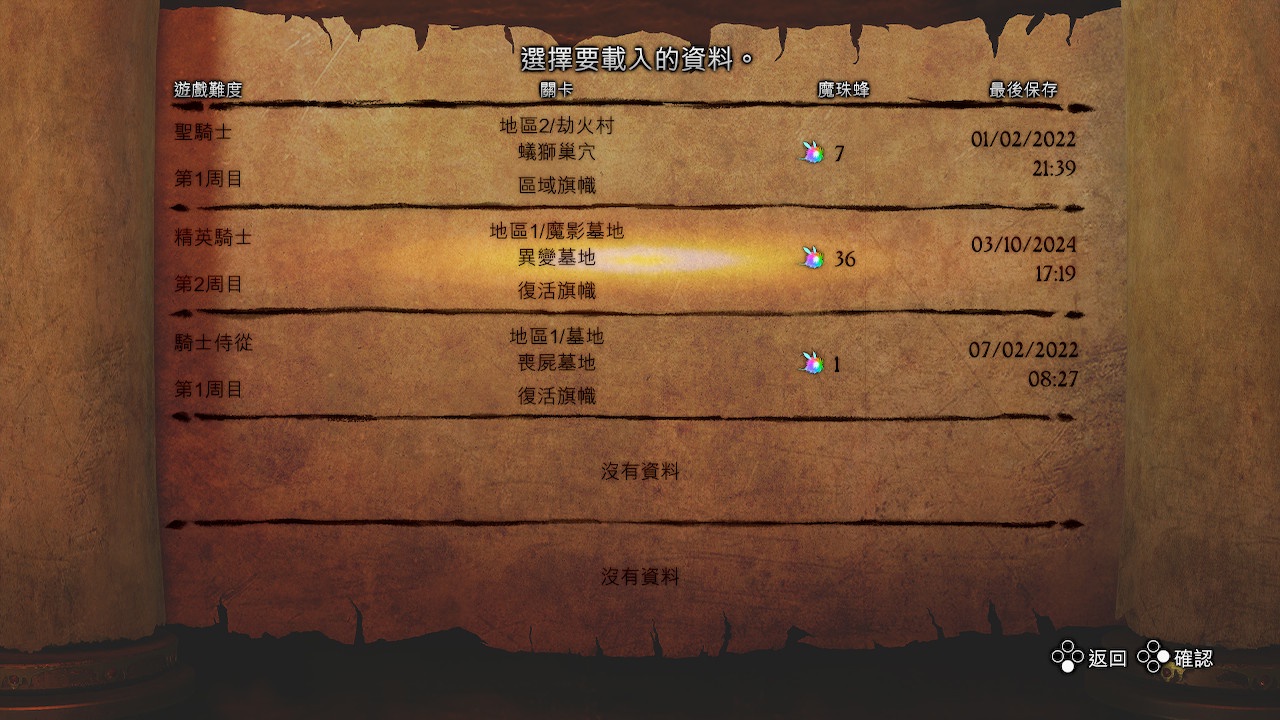 選擇要載入的資料。
遊戲難度 關卡 魔珠蜂 最後保存
聖騎士
第1周目
地區2/劫火村
蟻獅巢穴
區域旗幟
7
01/02/2022
21:39
精英騎士
第2周目
地區1/魔影墓地
異變墓地
復活旗幟
36
03/10/2024
17:19
騎士侍從
第1周目
地區1/墓地
喪屍墓地
復活旗幟
1
07/02/2022
08:27
沒有資料
沒有資料
返回 確認